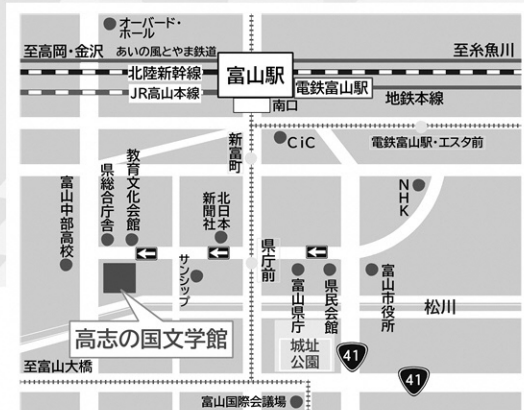 オーバード・
ホール
至高岡・金沢
あいの風とやま鉄道
至糸魚川
北陸新幹線
富山駅
JR高山本線
電鉄富山駅
地鉄本線
南口
新富町
CiC
電鉄富山駅・エスタ前
富山中部高校
県総合庁舎
教育文化会館
北日本
新聞社
NHK
サンシップ
県庁前
富山県庁
県民会館
富山市役所
松川
高志の国文学館
城址
公園
41
至富山大橋
41
富山国際会議場